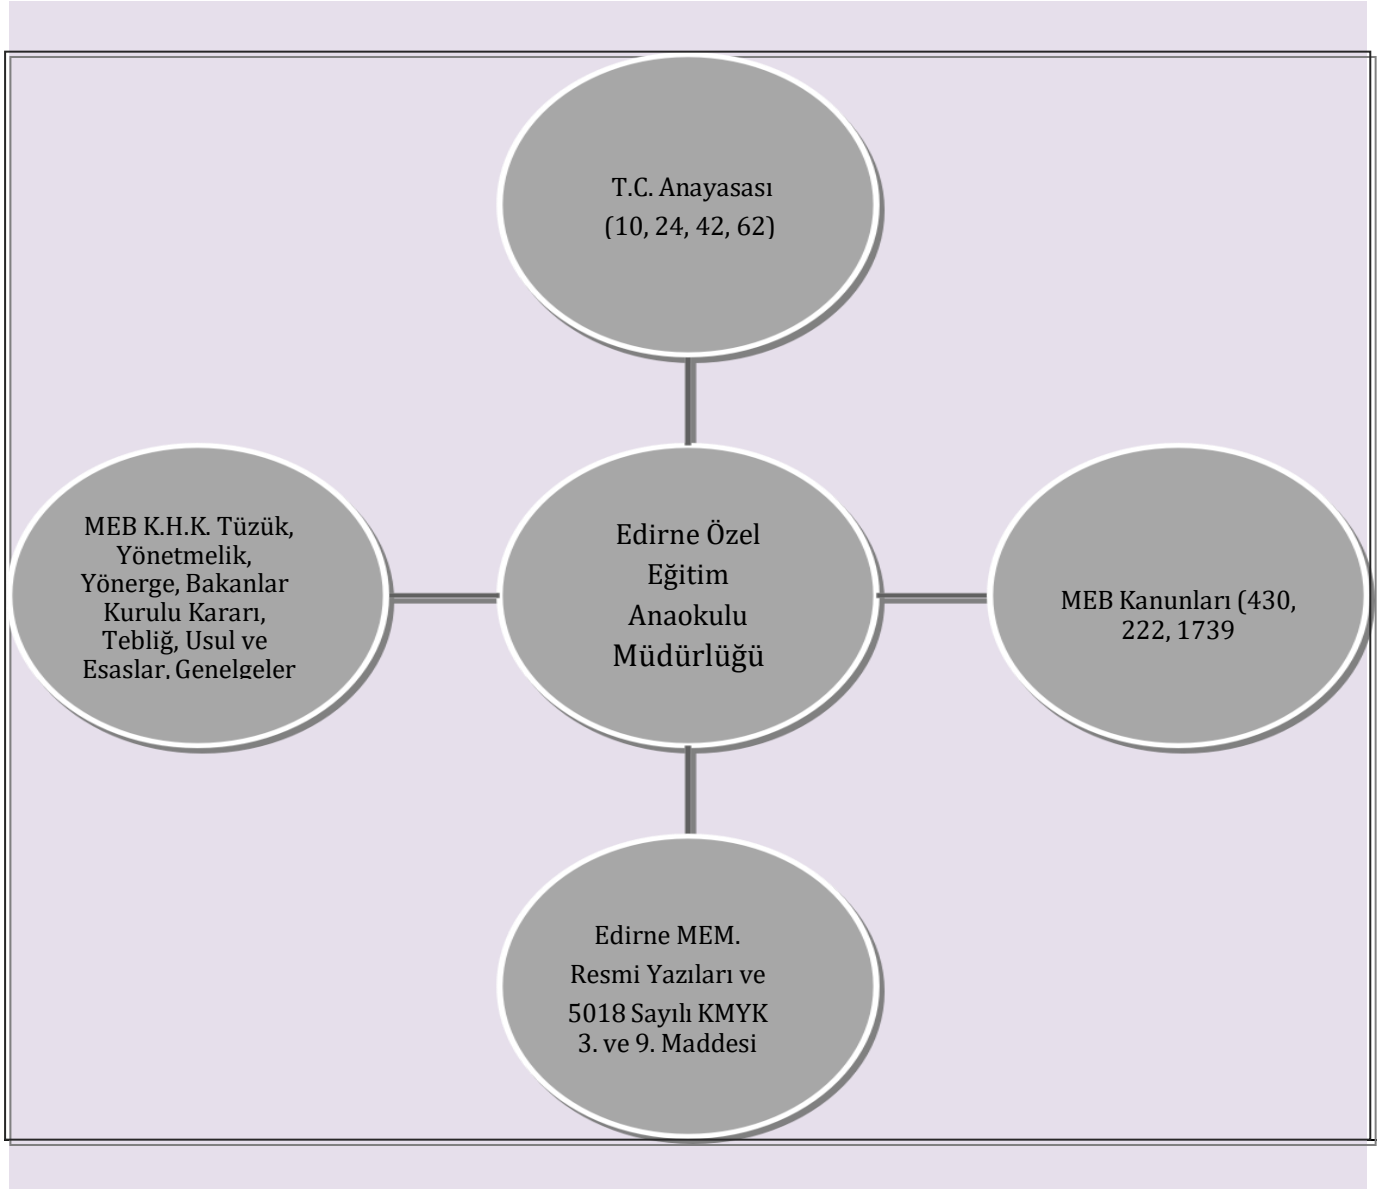 T.C. Anayasası
(10, 24, 42, 62)
MEB K.H.K. Tüzük,
Yönetmelik,
Yönerge, Bakanlar
Kurulu Kararı,
Tebliğ, Usul ve
Esaslar, Genelgeler
Edirne Özel
Eğitim
Anaokulu
Müdürlüğü
MEB Kanunları (430,
222, 1739
Edirne MEM.
Resmi Yazıları ve
5018 Sayılı KMYK
3. ve 9. Maddesi